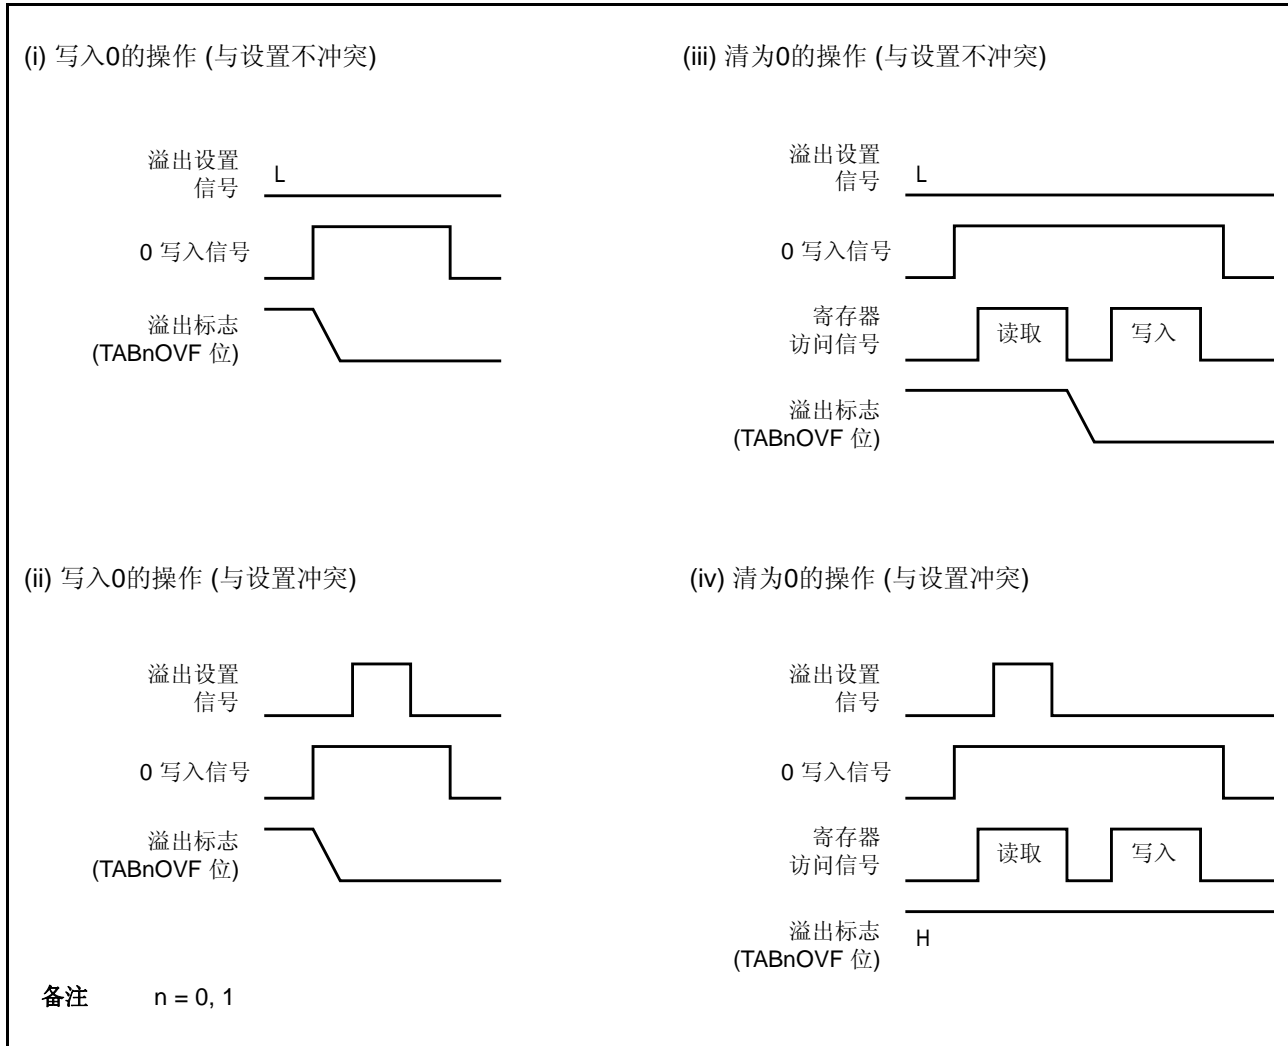 (i) 写入0的操作 (与设置不冲突)
溢出设置
信号
L
0 写入信号
溢出标志
(TABnOVF 位)
(iii) 清为0的操作 (与设置不冲突)
溢出设置
信号
L
0 写入信号
寄存器
访问信号
读取
写入
溢出标志
(TABnOVF 位)
(ii) 写入0的操作 (与设置冲突)
溢出设置
信号
0 写入信号
溢出标志
(TABnOVF 位)
(iv) 清为0的操作 (与设置冲突)
溢出设置
信号
0 写入信号
寄存器
访问信号
读取
写入
溢出标志
(TABnOVF 位)
H
备注 n = 0, 1